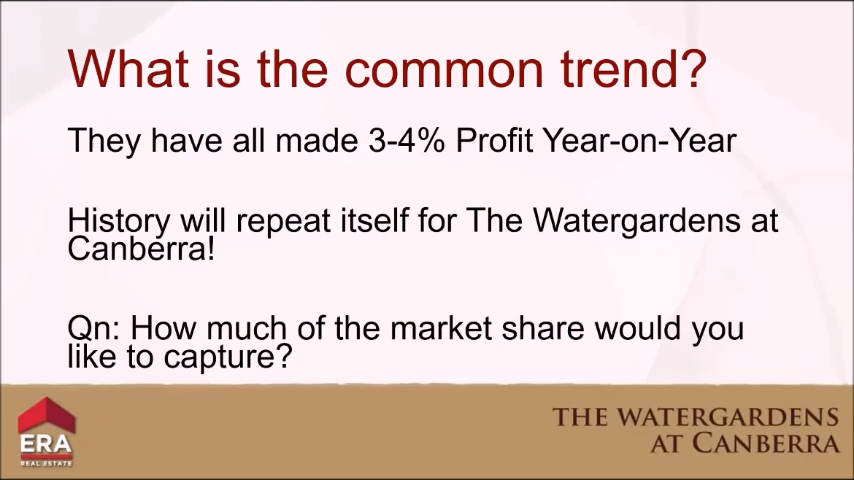 What is the common trend?
They have all made 3-4% Profit Year-on-Year
History will repeat itself for The Watergardens at
Canberra!
Qn: How much of the market share would you
like to capture?
ERA
REAL ESTATE
THE WATERGARDENS
AT CANBERRA